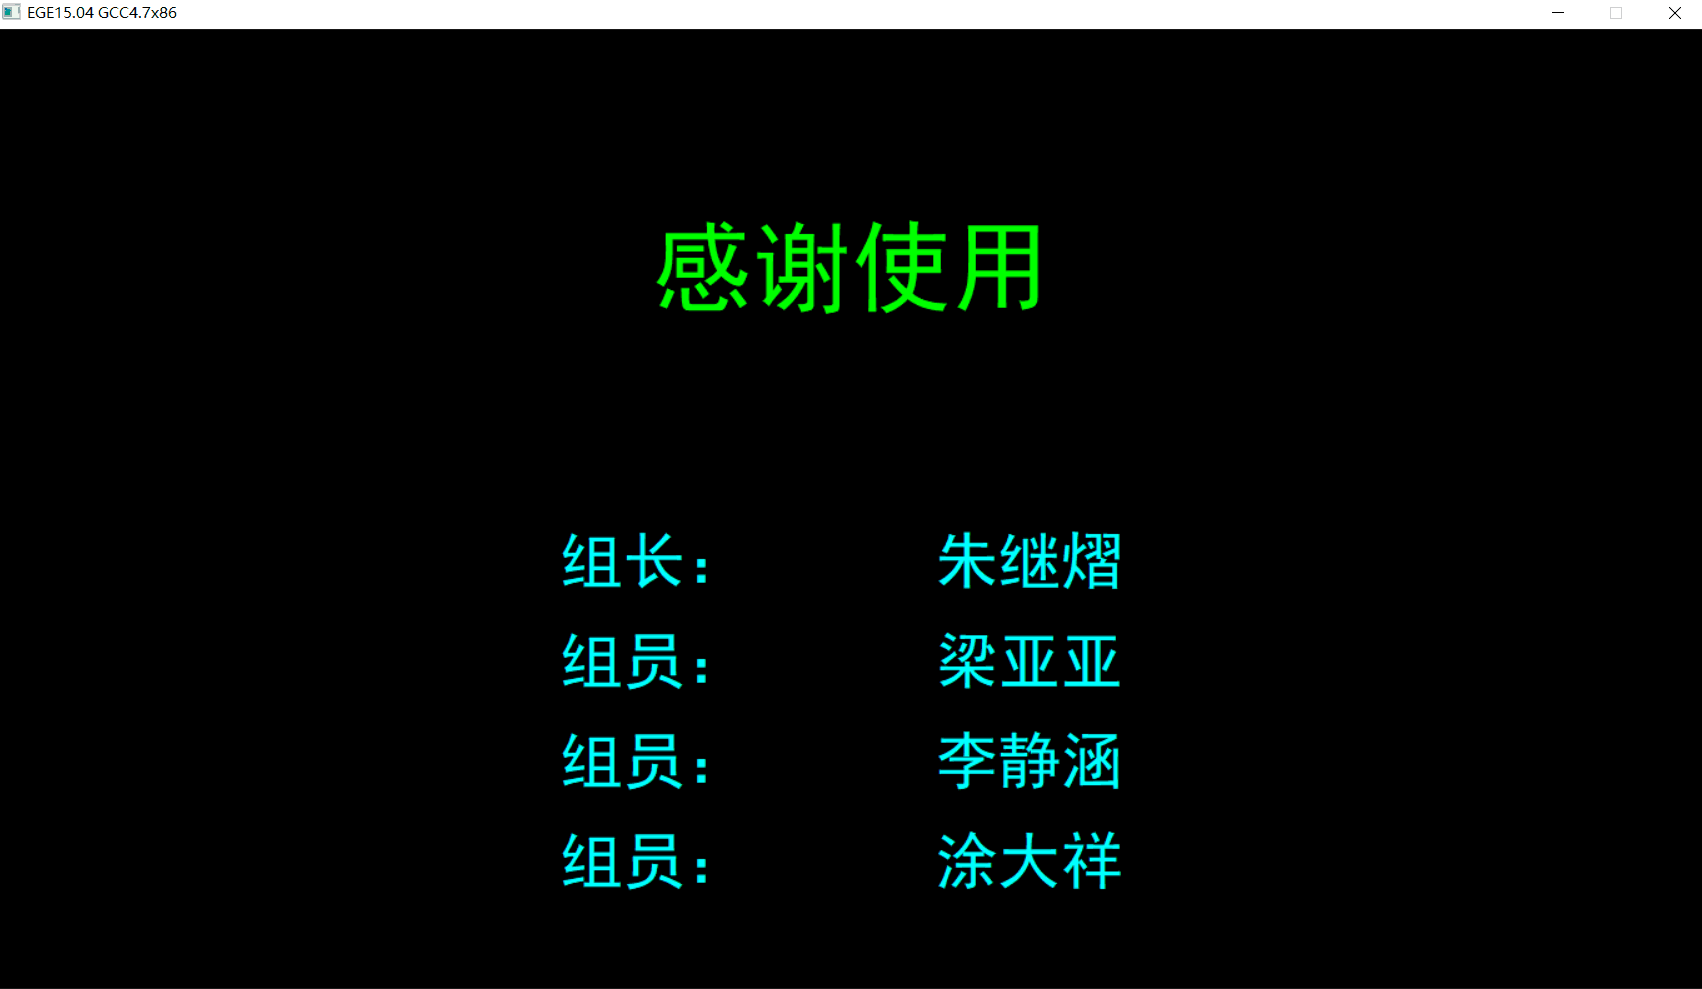 EGE15.04 GCC4.7x86
感谢使用
组长： 朱继熠
组员： 梁亚亚
组员： 李静涵
组员： 涂大祥